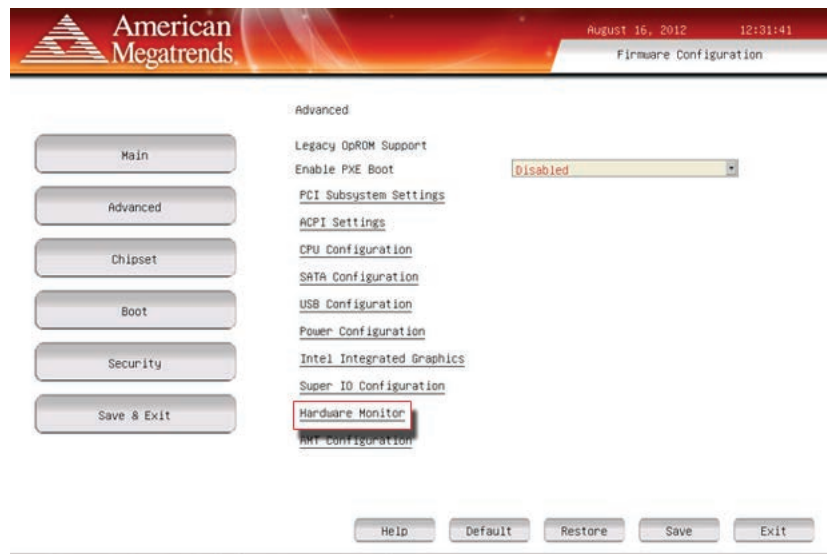 American
Megatrends
August 16, 2012 12:31:41
Firmware Configuration
Main
Advanced
Chipset
Boot
Security
Save & Exit
Advanced
Legacy OpROM Support
Enable PXE Boot Disabled
PCI Subsystem Settings
ACPI Settings
CPU Configuration
SATA Configuration
USB Configuration
Power Configuration
Intel Integrated Graphics
Super IO Configuration
Hardware Monitor
AMT Configuration
Help Default Restore Save Exit